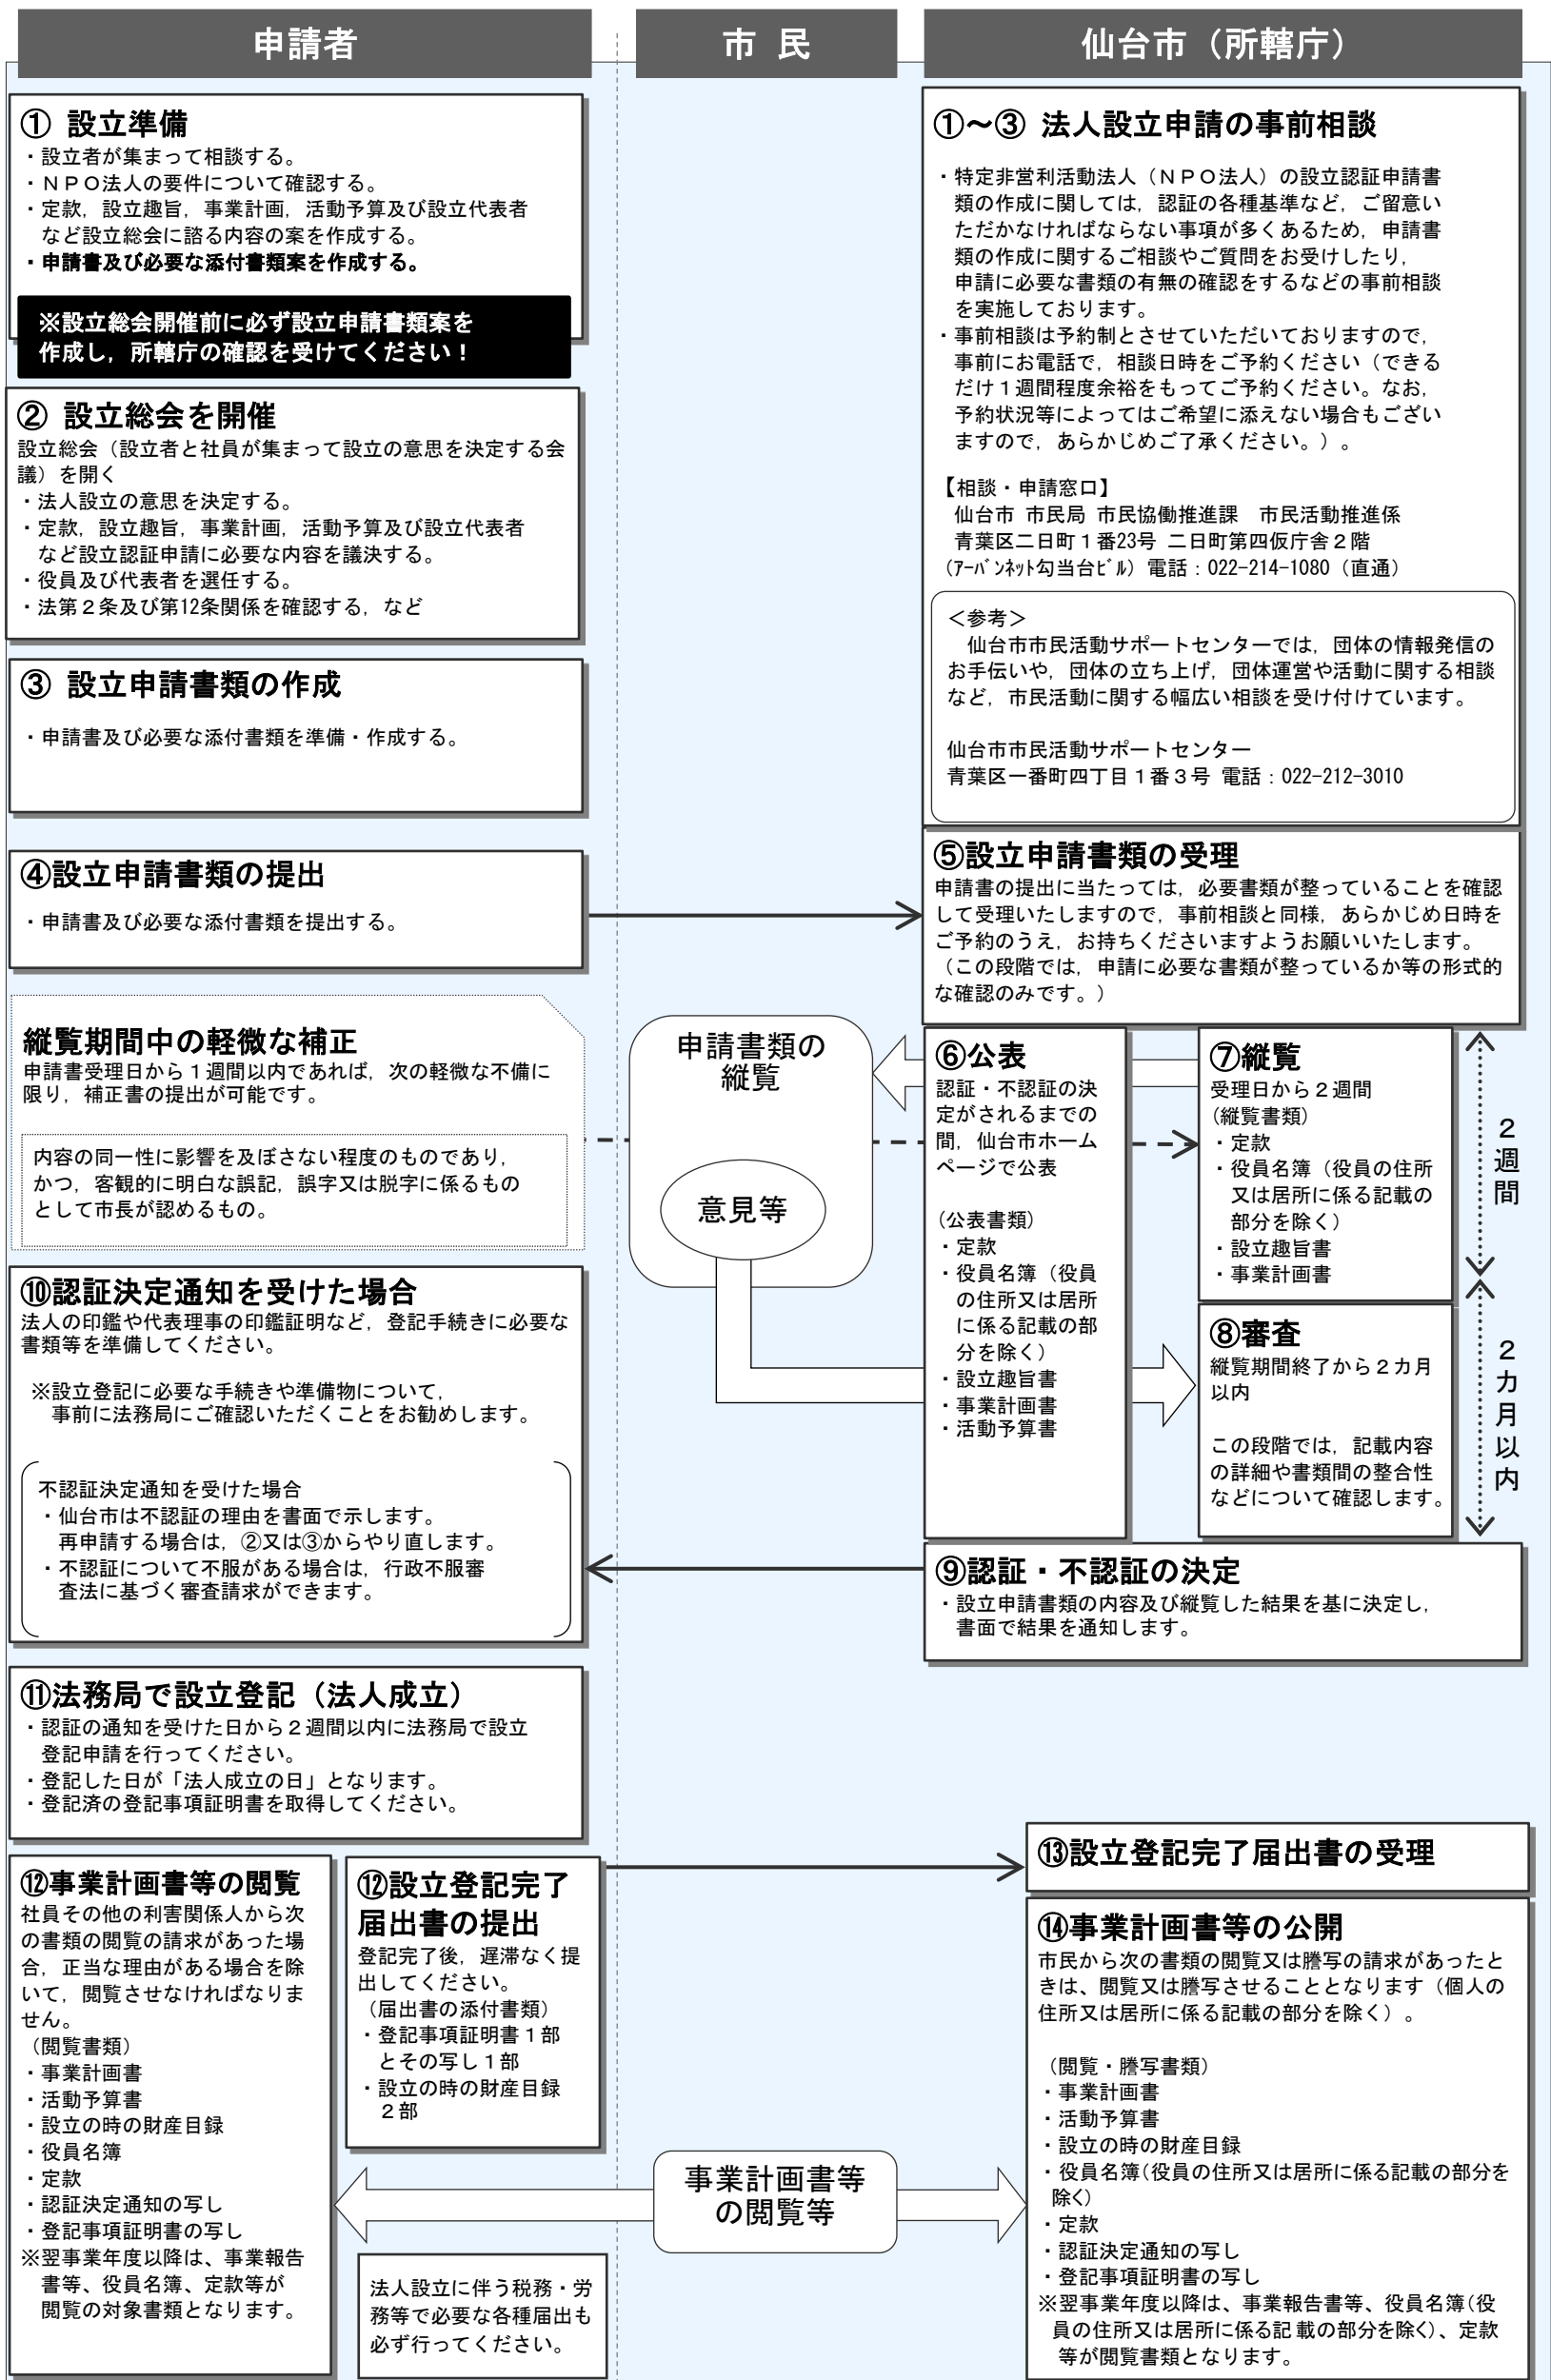 申請者
市 民
仙台市（所轄庁）
① 設立準備
・設立者が集まって相談する。
・ＮＰＯ法人の要件について確認する。
・定款，設立趣旨，事業計画，活動予算及び設立代表者
など設立総会に諮る内容の案を作成する。
・申請書及び必要な添付書類案を作成する。
※設立総会開催前に必ず設立申請書類案を
作成し，所轄庁の確認を受けてください！
② 設立総会を開催
設立総会（設立者と社員が集まって設立の意思を決定する会
議）を開く
・法人設立の意思を決定する。
・定款，設立趣旨，事業計画，活動予算及び設立代表者
など設立認証申請に必要な内容を議決する。
・役員及び代表者を選任する。
・法第２条及び第12条関係を確認する，など
③ 設立申請書類の作成
・申請書及び必要な添付書類を準備・作成する。
④設立申請書類の提出
・申請書及び必要な添付書類を提出する。
①～③ 法人設立申請の事前相談
・特定非営利活動法人（ＮＰＯ法人）の設立認証申請書
類の作成に関しては，認証の各種基準など，ご留意い
ただかなければならない事項が多くあるため，申請書
類の作成に関するご相談やご質問をお受けしたり，
申請に必要な書類の有無の確認をするなどの事前相談
を実施しております。
・事前相談は予約制とさせていただいておりますので，
事前にお電話で，相談日時をご予約ください（できる
だけ１週間程度余裕をもってご予約ください。なお，
予約状況等によってはご希望に添えない場合もござい
ますので，あらかじめご了承ください。）。
【相談・申請窓口】
仙台市 市民局 市民協働推進課　市民活動推進係
青葉区二日町１番23号 二日町第四仮庁舎２階
（ｱｰﾊﾞﾝﾈｯﾄ勾当台ﾋﾞﾙ）電話：022-214-1080（直通）
＜参考＞
仙台市市民活動サポートセンターでは，団体の情報発信の
お手伝いや，団体の立ち上げ，団体運営や活動に関する相談
など，市民活動に関する幅広い相談を受け付けています。
仙台市市民活動サポートセンター
青葉区一番町四丁目１番３号 電話：022-212-3010
⑤設立申請書類の受理
申請書の提出に当たっては，必要書類が整っていることを確認
して受理いたしますので，事前相談と同様，あらかじめ日時を
ご予約のうえ，お持ちくださいますようお願いいたします。
（この段階では，申請に必要な書類が整っているか等の形式的
な確認のみです。）
縦覧期間中の軽微な補正
申請書受理日から１週間以内であれば，次の軽微な不備に
限り，補正書の提出が可能です。
内容の同一性に影響を及ぼさない程度のものであり，
かつ，客観的に明白な誤記，誤字又は脱字に係るもの
として市長が認めるもの。
申請書類の
縦覧
意見等
⑥公表
認証・不認証の決
定がされるまでの
間，仙台市ホーム
ページで公表
（公表書類）
・定款
・役員名簿（役員
の住所又は居所
に係る記載の部
分を除く）
・設立趣旨書
・事業計画書
・活動予算書
⑦縦覧
受理日から２週間
（縦覧書類）
・定款
・役員名簿（役員の住所
又は居所に係る記載の
部分を除く）
・設立趣旨書
・事業計画書
２週間
⑧審査
縦覧期間終了から２カ月
以内
この段階では，記載内容
の詳細や書類間の整合性
などについて確認します。
２カ月以内
⑨認証・不認証の決定
・設立申請書類の内容及び縦覧した結果を基に決定し，
書面で結果を通知します。
⑩認証決定通知を受けた場合
法人の印鑑や代表理事の印鑑証明など，登記手続きに必要な
書類等を準備してください。
※設立登記に必要な手続きや準備物について，
事前に法務局にご確認いただくことをお勧めします。
不認証決定通知を受けた場合
・仙台市は不認証の理由を書面で示します。
再申請する場合は，②又は③からやり直します。
・不認証について不服がある場合は，行政不服審
査法に基づく審査請求ができます。
⑪法務局で設立登記（法人成立）
・認証の通知を受けた日から２週間以内に法務局で設立
登記申請を行ってください。
・登記した日が「法人成立の日」となります。
・登記済の登記事項証明書を取得してください。
⑫事業計画書等の閲覧
社員その他の利害関係人から次
の書類の閲覧の請求があった場
合，正当な理由がある場合を除
いて，閲覧させなければなりま
せん。
（閲覧書類）
・事業計画書
・活動予算書
・設立の時の財産目録
・役員名簿
・定款
・認証決定通知の写し
・登記事項証明書の写し
※翌事業年度以降は、事業報告
書等、役員名簿、定款等が
閲覧の対象書類となります。
⑫設立登記完了
届出書の提出
登記完了後，遅滞なく提
出してください。
（届出書の添付書類）
・登記事項証明書１部
とその写し１部
・設立の時の財産目録
２部
法人設立に伴う税務・労
務等で必要な各種届出も
必ず行ってください。
事業計画書等
の閲覧等
⑬設立登記完了届出書の受理
⑭事業計画書等の公開
市民から次の書類の閲覧又は謄写の請求があったと
きは、閲覧又は謄写させることとなります（個人の
住所又は居所に係る記載の部分を除く）。
（閲覧・謄写書類）
・事業計画書
・活動予算書
・設立の時の財産目録
・役員名簿(役員の住所又は居所に係る記載の部分を
除く)
・定款
・認証決定通知の写し
・登記事項証明書の写し
※翌事業年度以降は、事業報告書等、役員名簿(役
員の住所又は居所に係る記載の部分を除く)、定款
等が閲覧書類となります。